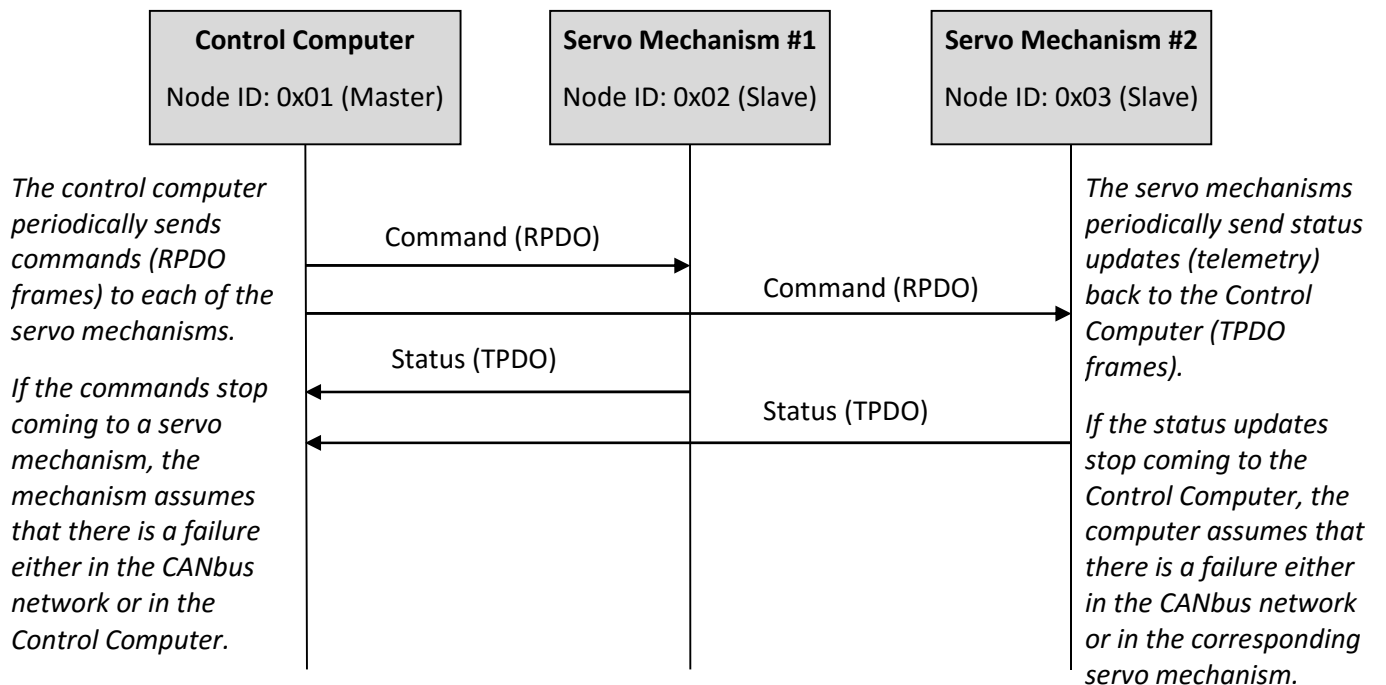 Control Computer
Node ID: 0x01 (Master)
Servo Mechanism #1
Node ID: 0x02 (Slave)
Servo Mechanism #2
Node ID: 0x03 (Slave)
The control computer
periodically sends
commands (RPDO
frames) to each of the
servo mechanisms.
If the commands stop
coming to a servo
mechanism, the
mechanism assumes
that there is a failure
either in the CANbus
network or in the
Control Computer.
Command (RPDO)
Command (RPDO)
Status (TPDO)
Status (TPDO)
The servo mechanisms
periodically send status
updates (telemetry)
back to the Control
Computer (TPDO
frames).
If the status updates
stop coming to the
Control Computer, the
computer assumes that
there is a failure either
in the CANbus network
or in the corresponding
servo mechanism.